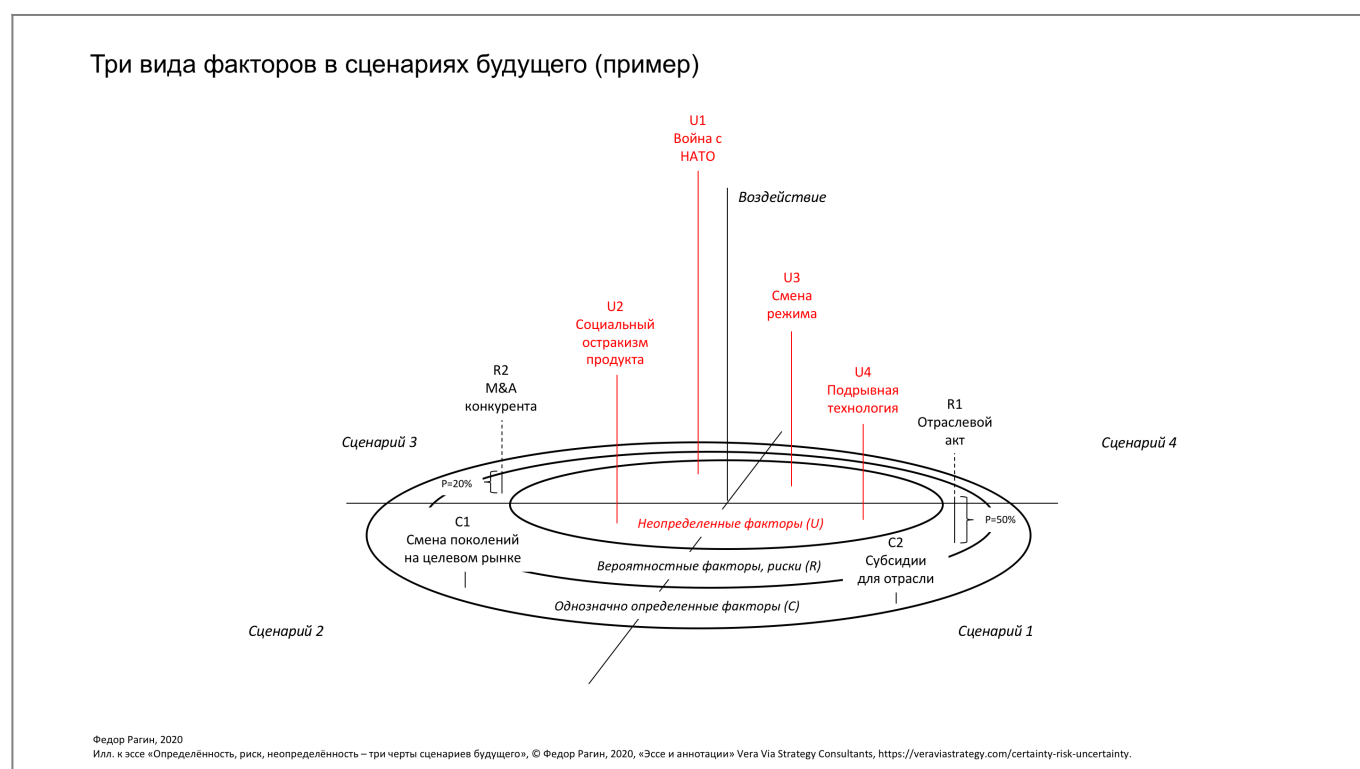 Три вида факторов в сценариях будущего (пример)
U1
Война с
НАТО
Воздействие
U3
Смена
режима
U2
Социальный
остракизм
продукта
R2
M&A
конкурента
U4
Подрывная
технология
R1
Отраслевой
акт
Сценарий 3
Сценарий 4
P=20%
P=50%
C1
Смена поколений
на целевом рынке
Неопределенные факторы (U)
C2
Субсидии
для отрасли
Вероятностные факторы, риски (R)
Однозначно определенные факторы (C)
Сценарий 2
Сценарий 1
Федор Рагин, 2020
Илл. к эссе «Определённость, риск, неопределённость – три черты сценариев будущего», © Федор Рагин, 2020, «Эссе и аннотации» Vera Via Strategy Consultants, https://veraviastrategy.com/certainty-risk-uncertainty.